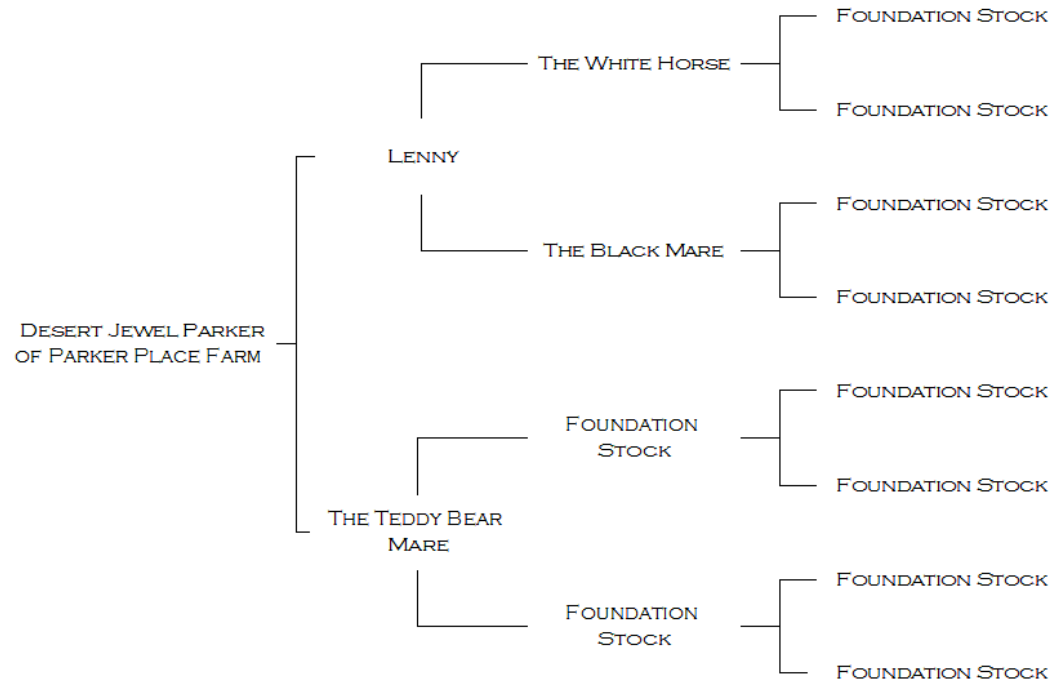 Foundation Stock
The White Horse
Foundation Stock
Lenny
Foundation Stock
The Black Mare
Foundation Stock
Desert Jewel Parker
of Parker Place Farm
Foundation Stock
Foundation
Stock
Foundation Stock
The Teddy Bear
Mare
Foundation Stock
Foundation
Stock
Foundation Stock